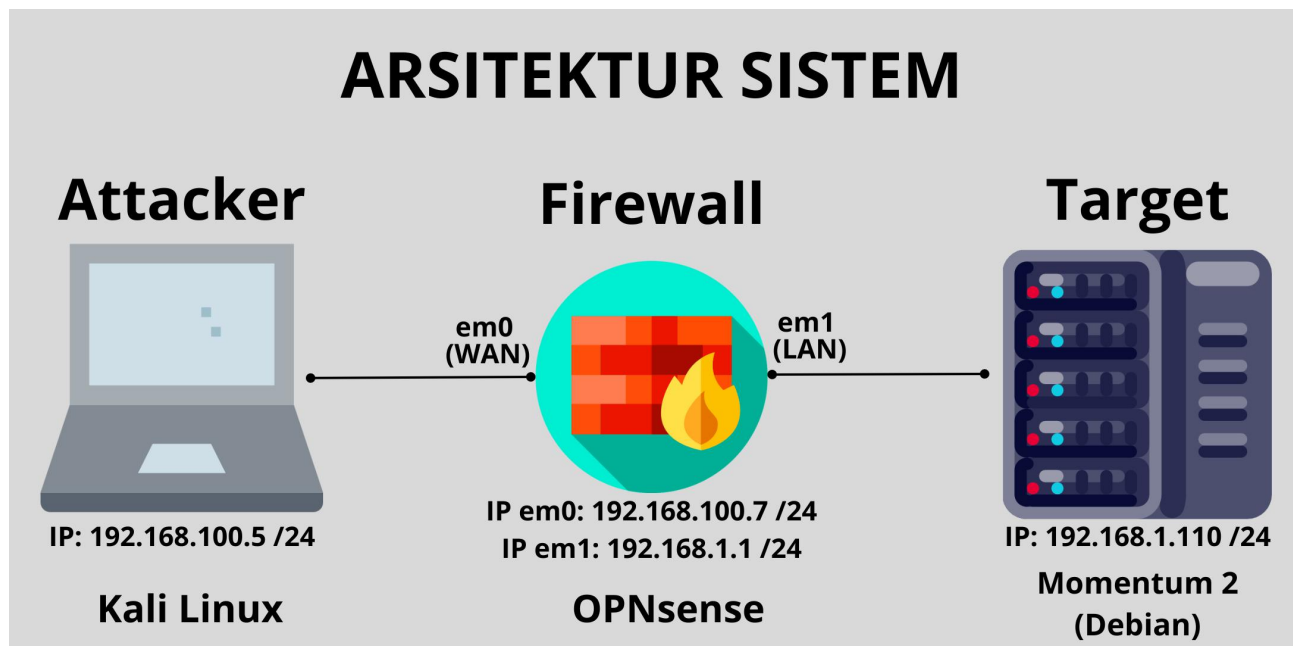 ARSITEKTUR SISTEM
Attacker
Firewall
Target
em0
(WAN)
em1
(LAN)
IP: 192.168.100.5 /24
IP em0: 192.168.100.7 /24
IP em1: 192.168.1.1 /24
IP: 192.168.1.110 /24
Kali Linux
OPNsense
Momentum 2
(Debian)